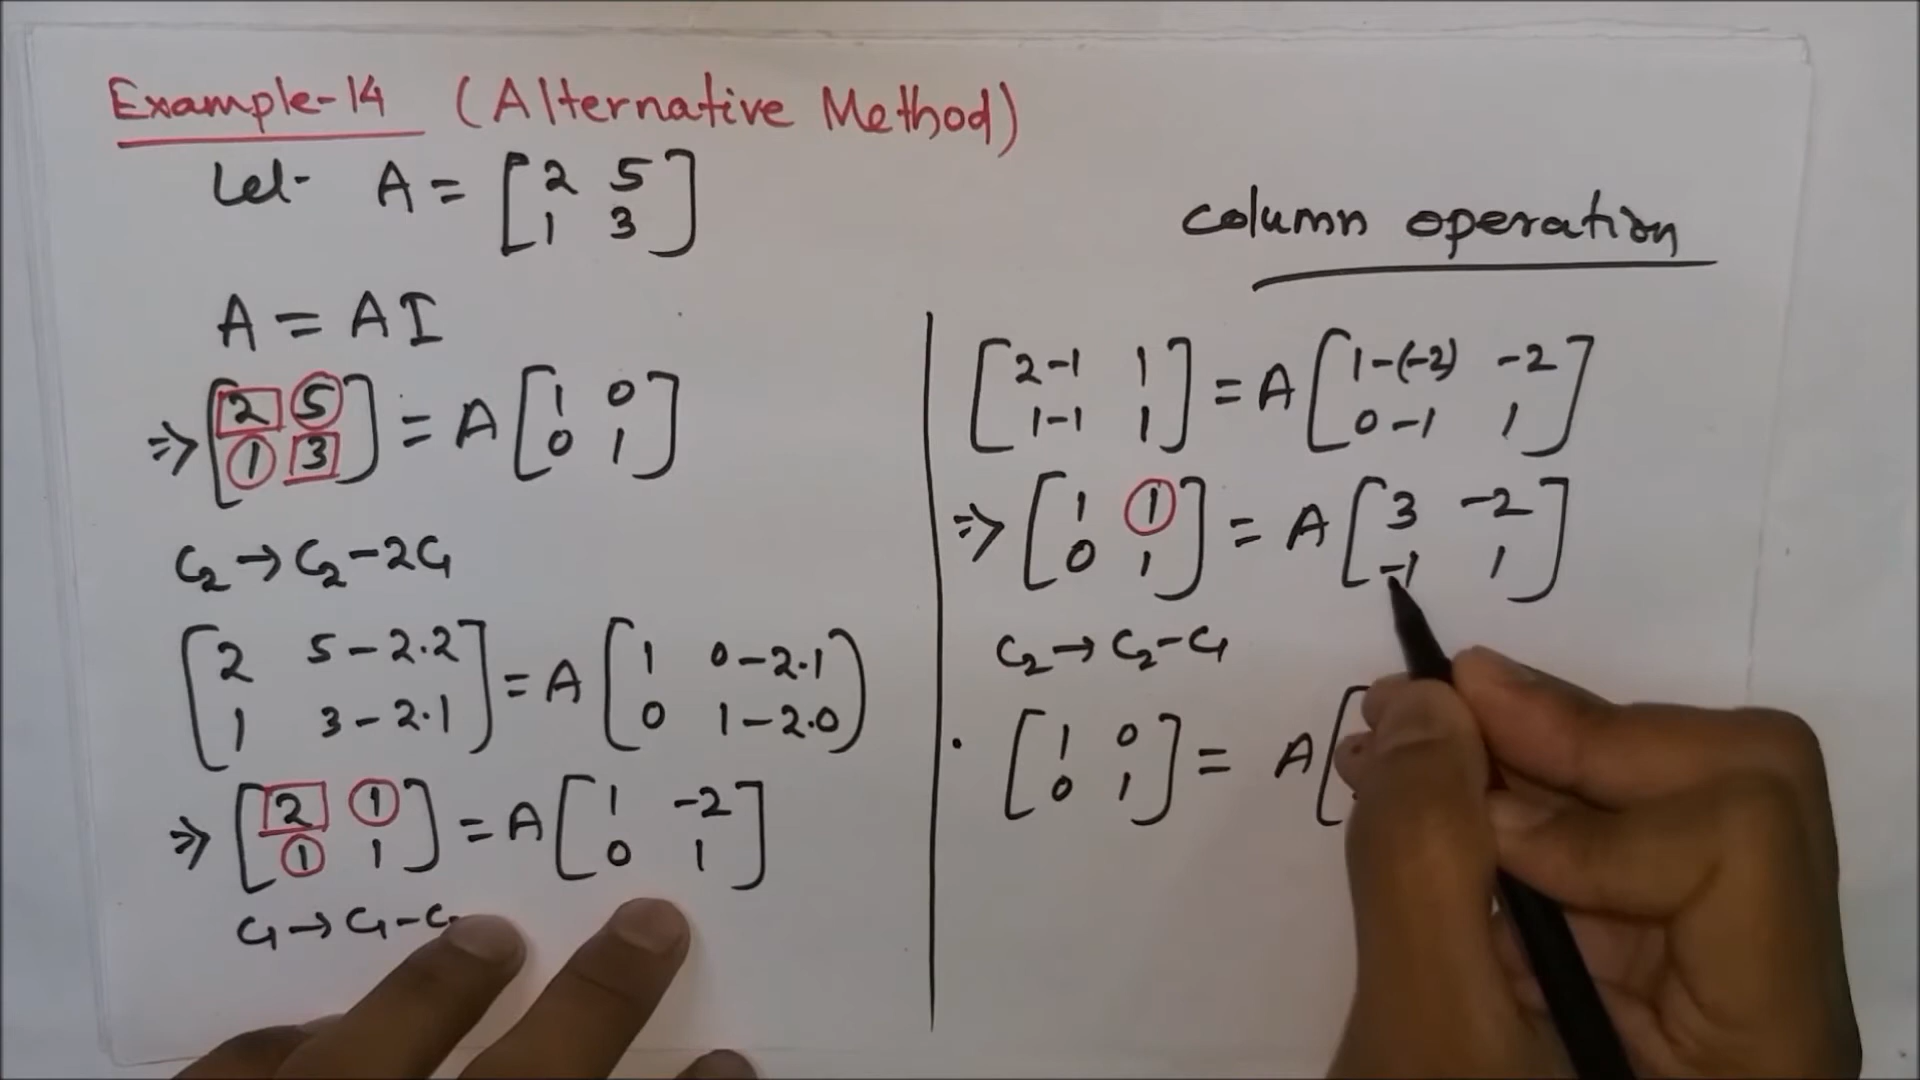 Example-14 (Alternative Method)
Let A = [2 5
1 3]
A = AI
⇒ [2 5
1 3] = A [1 0
0 1]
C₂ → C₂ - 2C₁
[2 5 - 2·2
1 3 - 2·1] = A [1 0 - 2·1
0 1 - 2·0)
⇒ [2 1
1 1] = A [1 -2
0 1]
C₁ → C₁ - C
column operation
[2-1 1
1-1 1] = A [1-(-2) -2
0-1 1]
⇒ [1 1
0 1] = A [3 -2
-1 1]
C₂ → C₂ - C₁
[1 0
0 1] = A [